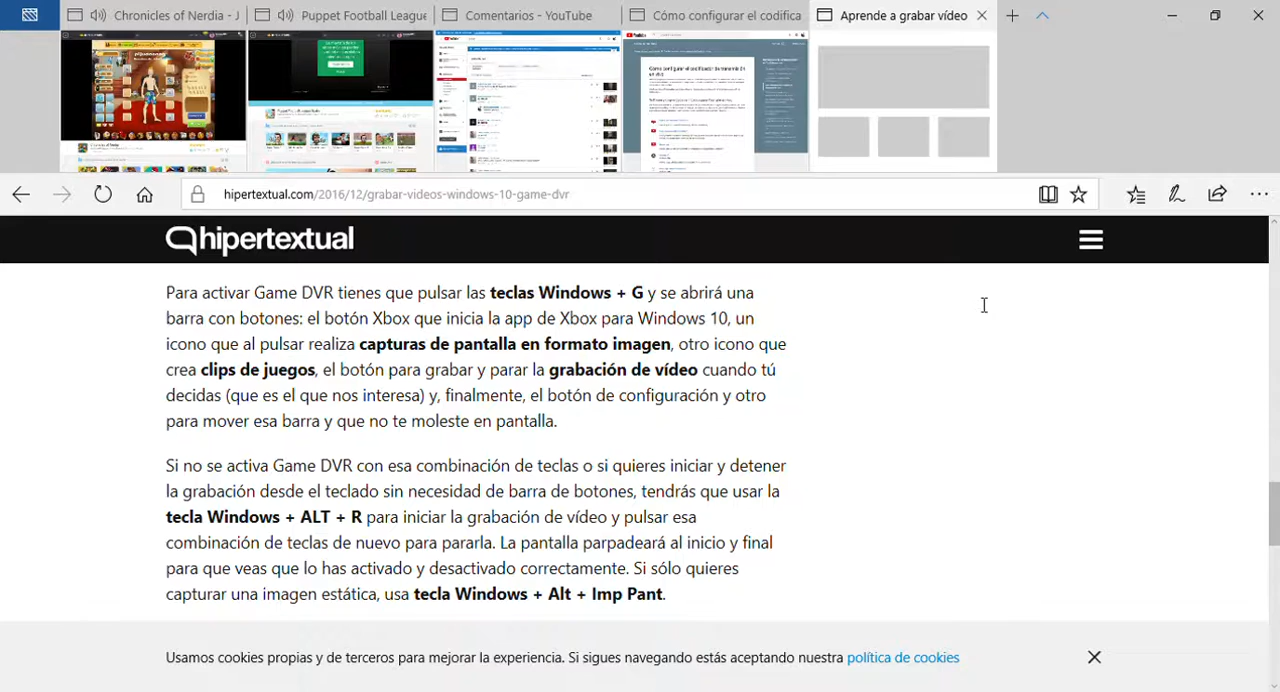 Chronicles of Nerdia - J
Puppet Football League
Comentarios - YouTube
Cómo configurar el codifica
Aprende a grabar vídeo
hipertextual.com/2016/12/grabar-videos-windows-10-game-dvr
hipertextual
Para activar Game DVR tienes que pulsar las teclas Windows + G y se abrirá una
barra con botones: el botón Xbox que inicia la app de Xbox para Windows 10, un
icono que al pulsar realiza capturas de pantalla en formato imagen, otro icono que
crea clips de juegos, el botón para grabar y parar la grabación de vídeo cuando tú
decidas (que es el que nos interesa) y, finalmente, el botón de configuración y otro
para mover esa barra y que no te moleste en pantalla.
Si no se activa Game DVR con esa combinación de teclas o si quieres iniciar y detener
la grabación desde el teclado sin necesidad de barra de botones, tendrás que usar la
tecla Windows + ALT + R para iniciar la grabación de vídeo y pulsar esa
combinación de teclas de nuevo para pararla. La pantalla parpadeará al inicio y final
para que veas que lo has activado y desactivado correctamente. Si sólo quieres
capturar una imagen estática, usa tecla Windows + Alt + Imp Pant.
Usamos cookies propias y de terceros para mejorar la experiencia. Si sigues navegando estás aceptando nuestra política de cookies